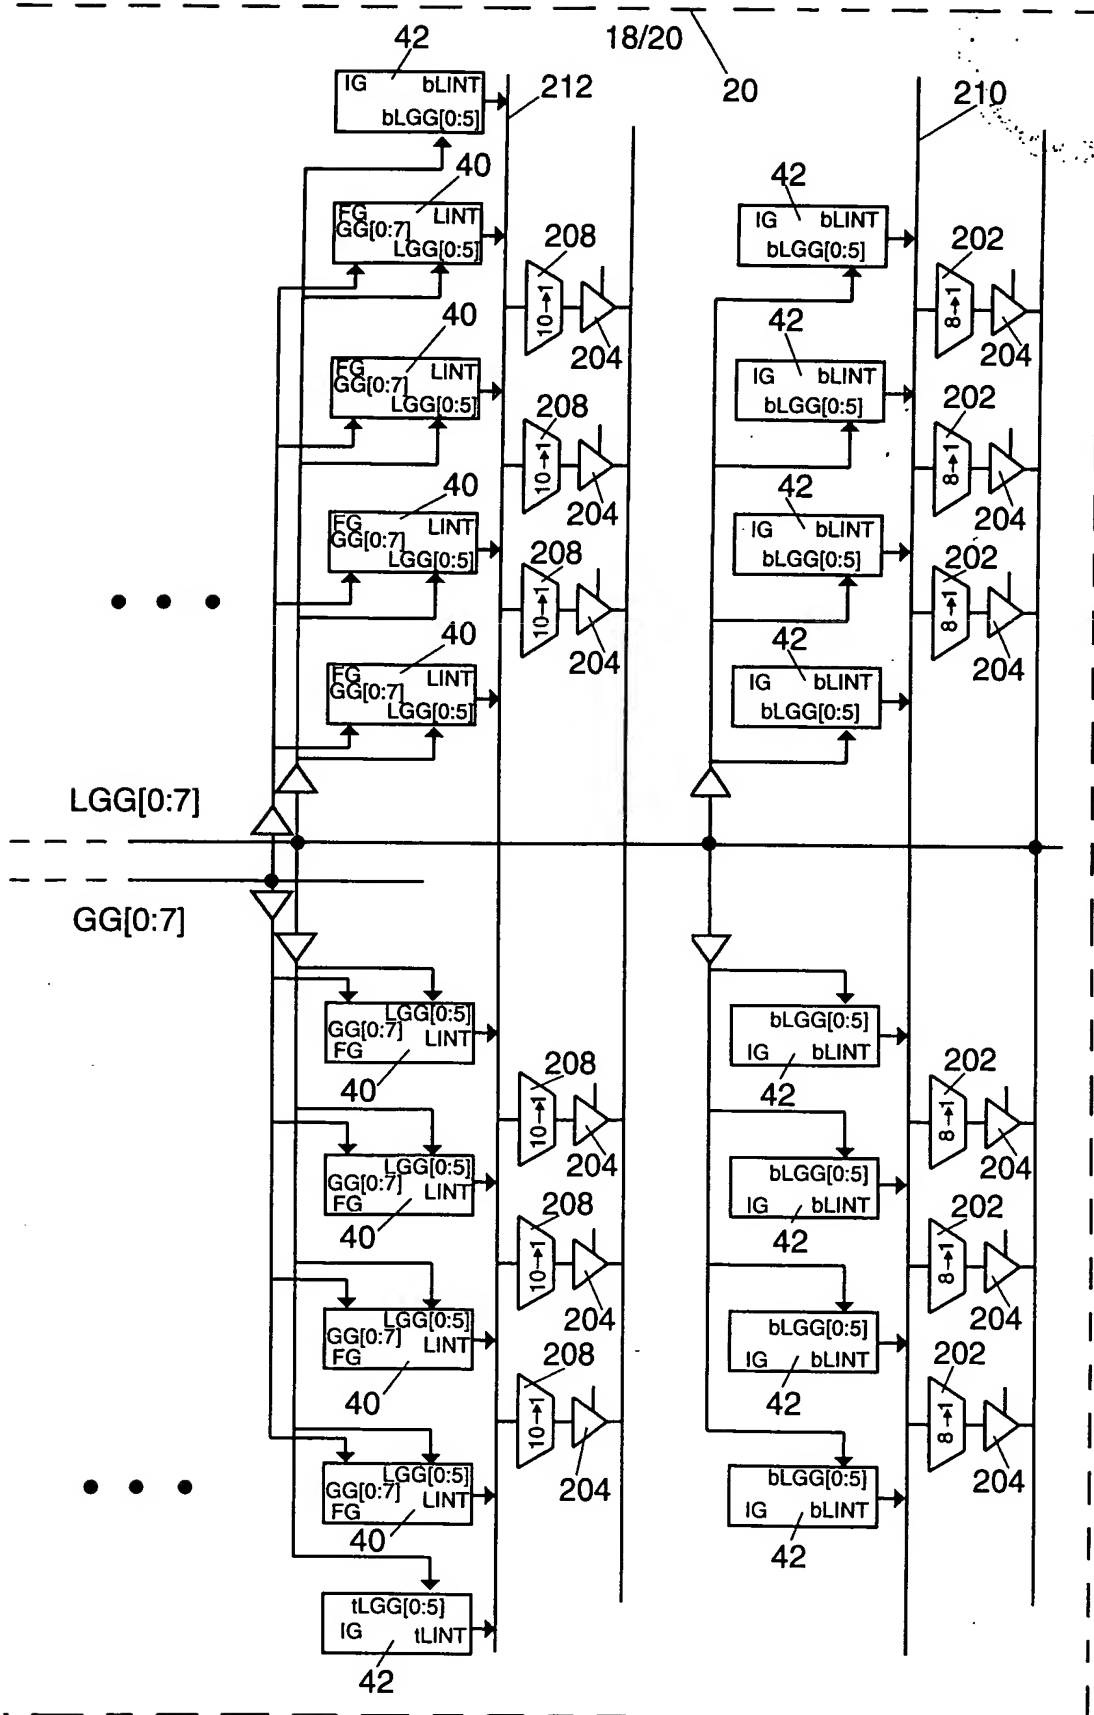 18/20
20
42
IG bLINT
bLGG[0:5]
212
210
40
FG LINT
GG[0:7]
LGG[0:5]
42
IG bLINT
bLGG[0:5]
208
10→1
204
202
8→1
204
40
FG LINT
GG[0:7]
LGG[0:5]
42
IG bLINT
bLGG[0:5]
208
10→1
204
202
8→1
204
40
FG LINT
GG[0:7]
LGG[0:5]
42
IG bLINT
bLGG[0:5]
208
10→1
204
202
8→1
204
40
FG LINT
GG[0:7]
LGG[0:5]
42
IG bLINT
bLGG[0:5]
LGG[0:7]
GG[0:7]
LGG[0:5]
GG[0:7] LINT
FG
40
bLGG[0:5]
IG bLINT
42
208
10→1
204
202
8→1
204
LGG[0:5]
GG[0:7] LINT
FG
40
bLGG[0:5]
IG bLINT
42
208
10→1
204
202
8→1
204
LGG[0:5]
GG[0:7] LINT
FG
40
bLGG[0:5]
IG bLINT
42
208
10→1
204
202
8→1
204
LGG[0:5]
GG[0:7] LINT
FG
40
bLGG[0:5]
IG bLINT
42
tLGG[0:5]
IG tLINT
42